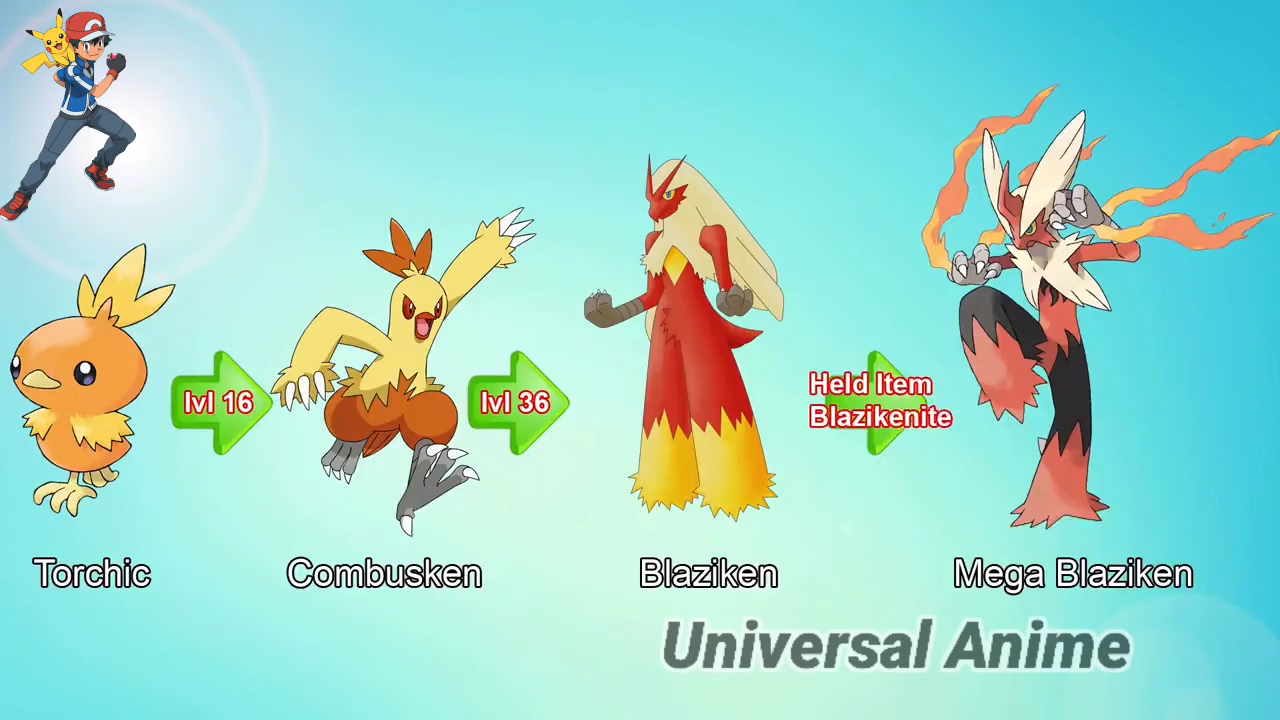 lvl 16
lvl 36
Held Item
Blazikenite
Torchic
Combusken
Blaziken
Mega Blaziken
Universal Anime